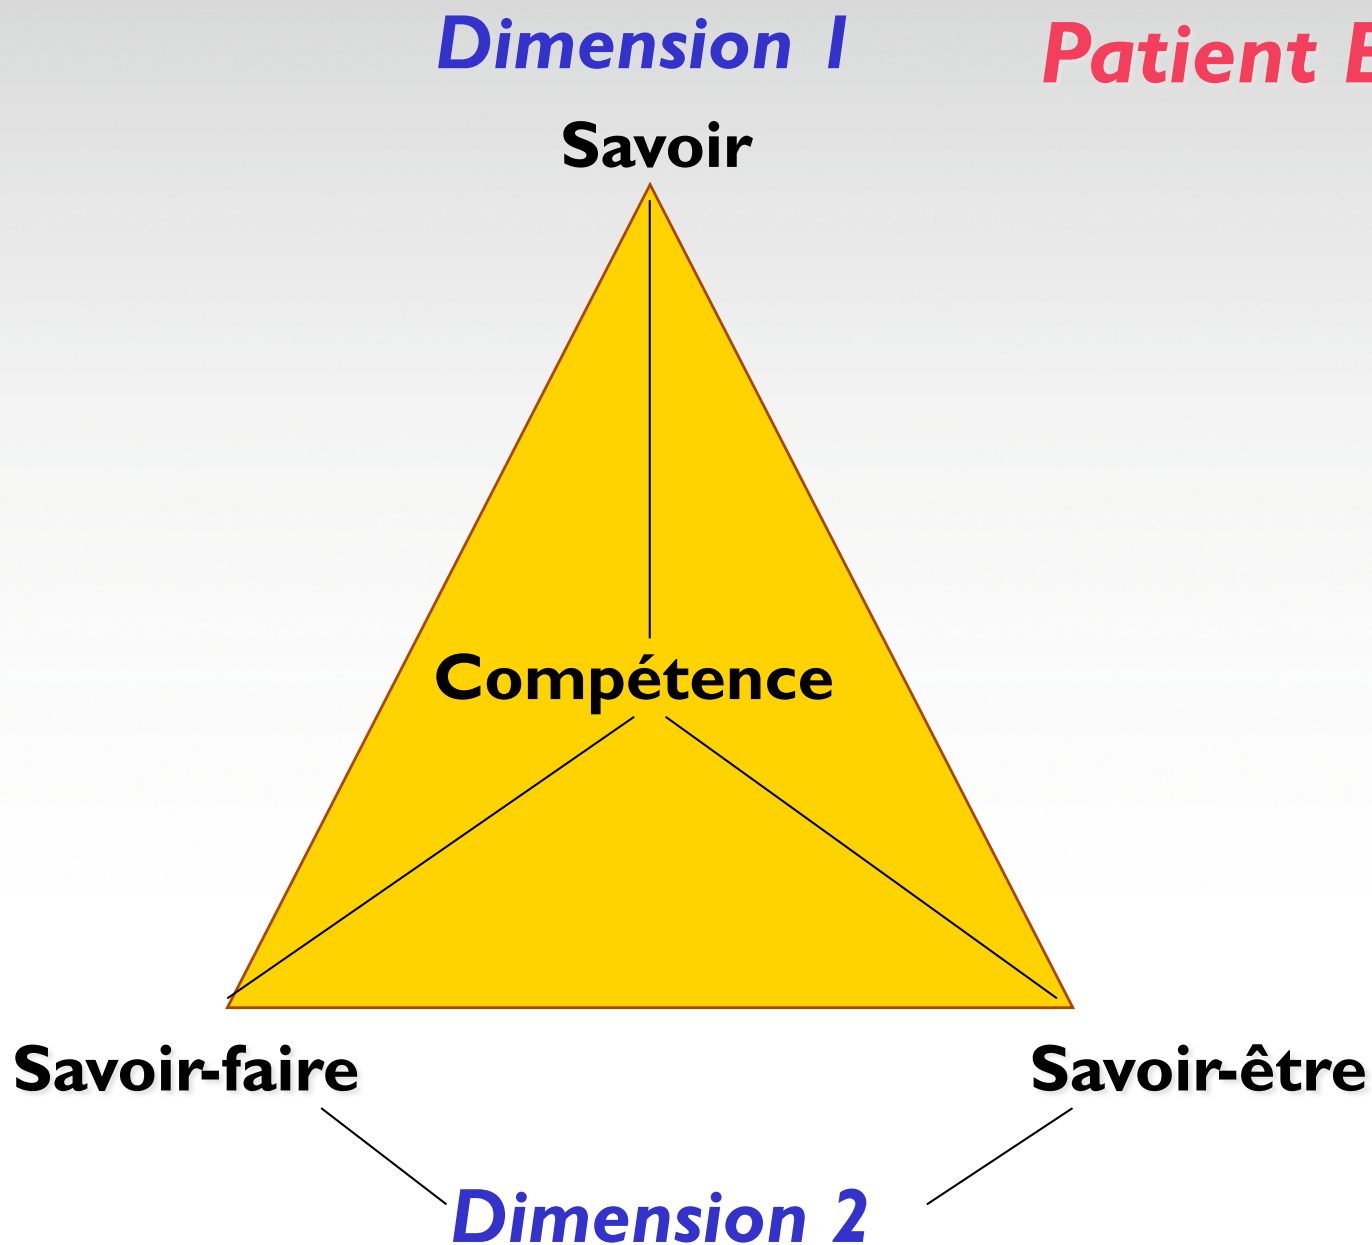 Dimension 1
Patient
Savoir
Compétence
Savoir-faire
Savoir-être
Dimension 2